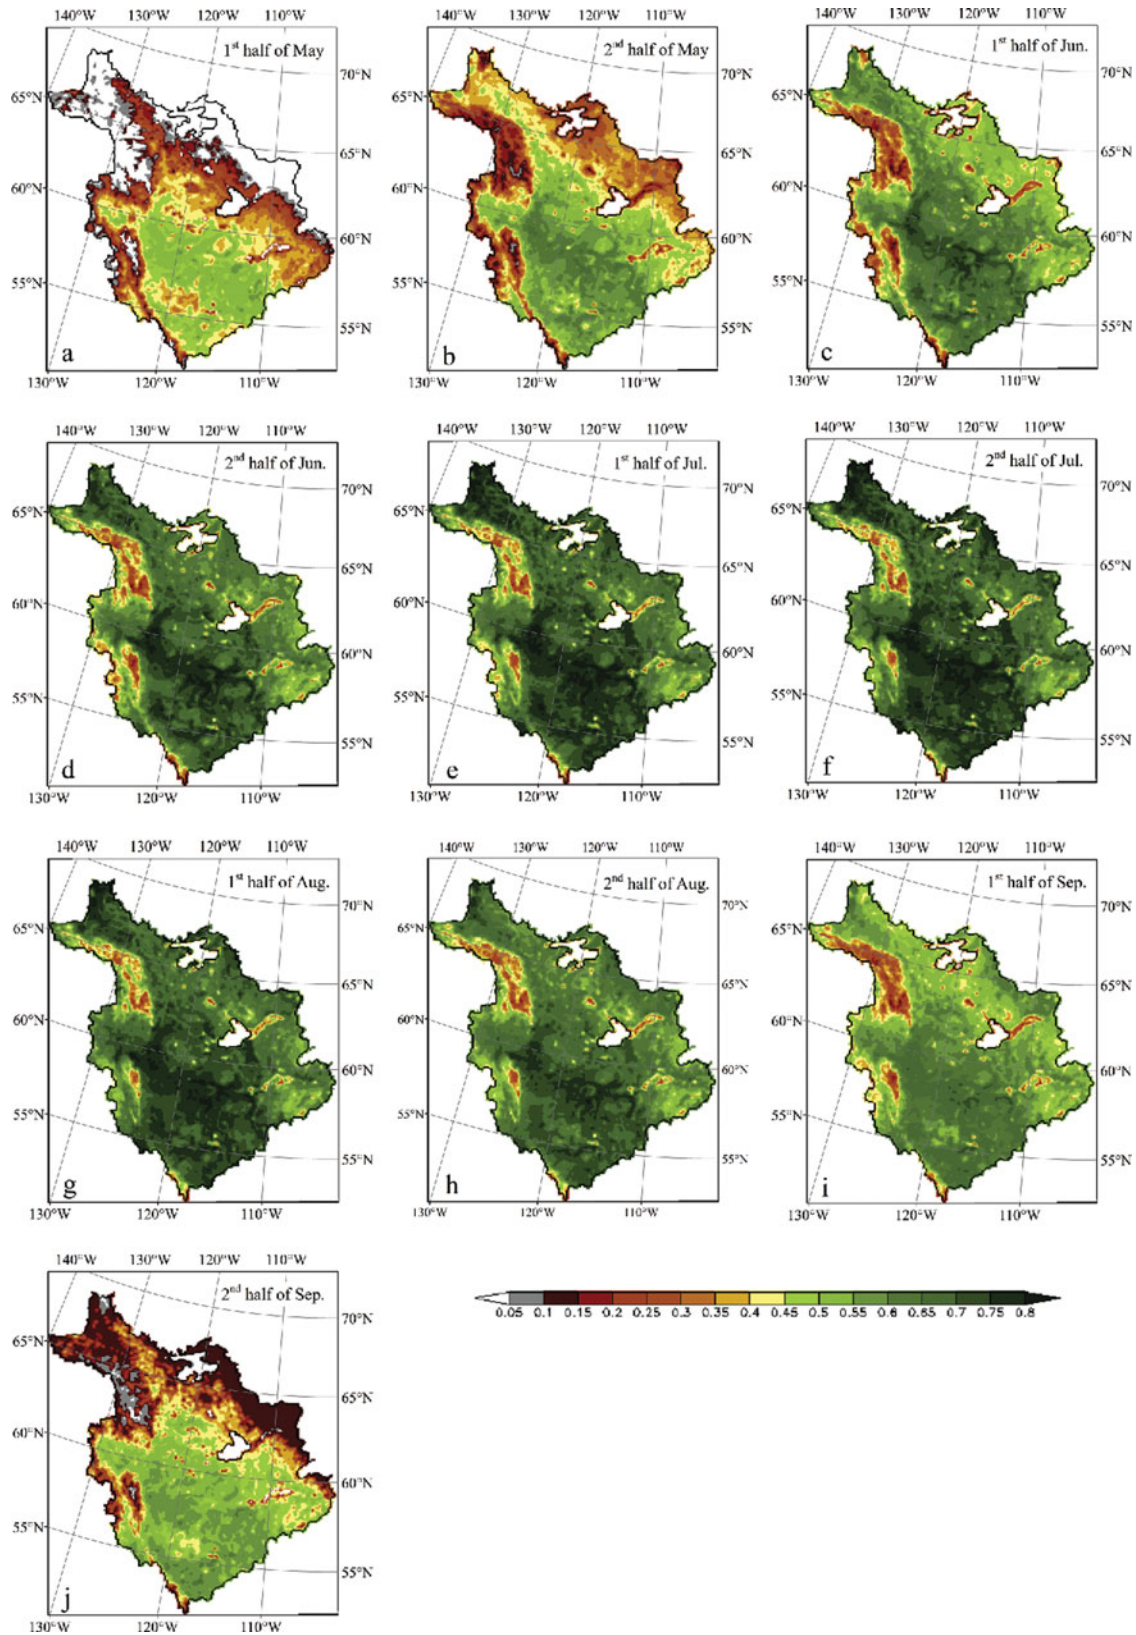 140°W 130°W 120°W 110°W
1st half of May
70°N
65°N
65°N
60°N
60°N
55°N
55°N
a
130°W 120°W 110°W
140°W 130°W 120°W 110°W
2nd half of May
70°N
65°N
65°N
60°N
60°N
55°N
55°N
b
130°W 120°W 110°W
140°W 130°W 120°W 110°W
1st half of Jun.
70°N
65°N
65°N
60°N
60°N
55°N
55°N
c
130°W 120°W 110°W
140°W 130°W 120°W 110°W
2nd half of Jun.
70°N
65°N
65°N
60°N
60°N
55°N
55°N
d
130°W 120°W 110°W
140°W 130°W 120°W 110°W
1st half of Jul.
70°N
65°N
65°N
60°N
60°N
55°N
55°N
e
130°W 120°W 110°W
140°W 130°W 120°W 110°W
2nd half of Jul.
70°N
65°N
65°N
60°N
60°N
55°N
55°N
f
130°W 120°W 110°W
140°W 130°W 120°W 110°W
1st half of Aug.
70°N
65°N
65°N
60°N
60°N
55°N
55°N
g
130°W 120°W 110°W
140°W 130°W 120°W 110°W
2nd half of Aug.
70°N
65°N
65°N
60°N
60°N
55°N
55°N
h
130°W 120°W 110°W
140°W 130°W 120°W 110°W
1st half of Sep.
70°N
65°N
65°N
60°N
60°N
55°N
55°N
i
130°W 120°W 110°W
140°W 130°W 120°W 110°W
2nd half of Sep.
70°N
65°N
65°N
60°N
60°N
55°N
55°N
j
130°W 120°W 110°W
0.05 0.1 0.15 0.2 0.25 0.3 0.35 0.4 0.45 0.5 0.55 0.6 0.65 0.7 0.75 0.8